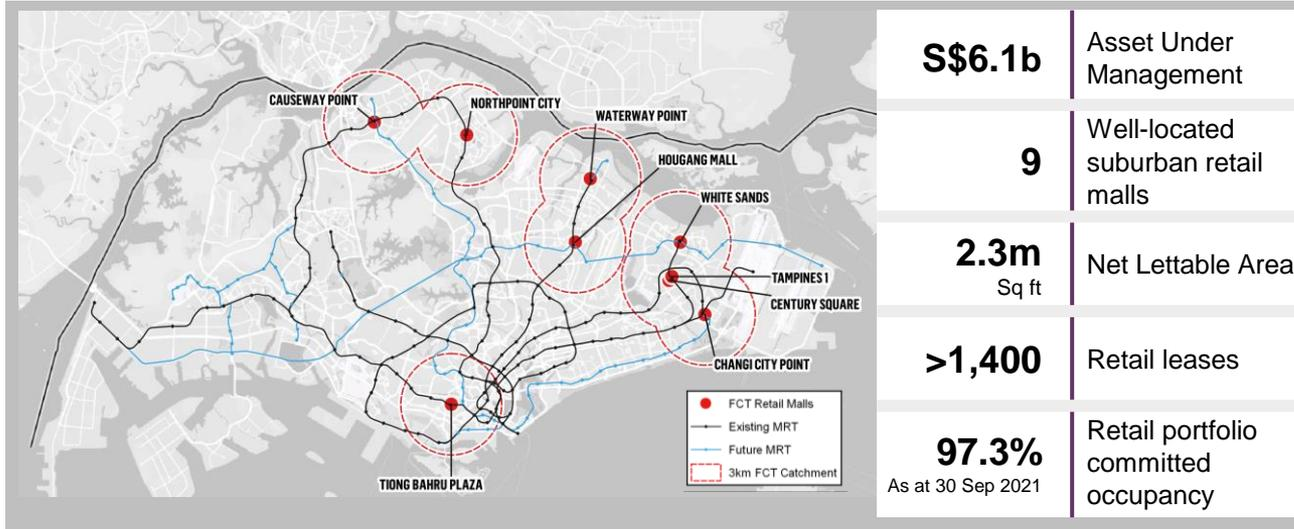 CAUSEWAY POINT
NORTHPOINT CITY
WATERWAY POINT
HOUGANG MALL
WHITE SANDS
TAMPINES 1
CENTURY SQUARE
CHANGI CITY POINT
TIONG BAHRU PLAZA
FCT Retail Malls
Existing MRT
Future MRT
3km FCT Catchment
S$6.1b
Asset Under
Management
9
Well-located
suburban retail
malls
2.3m
Sq ft
Net Lettable Area
>1,400
Retail leases
97.3%
As at 30 Sep 2021
Retail portfolio
committed
occupancy